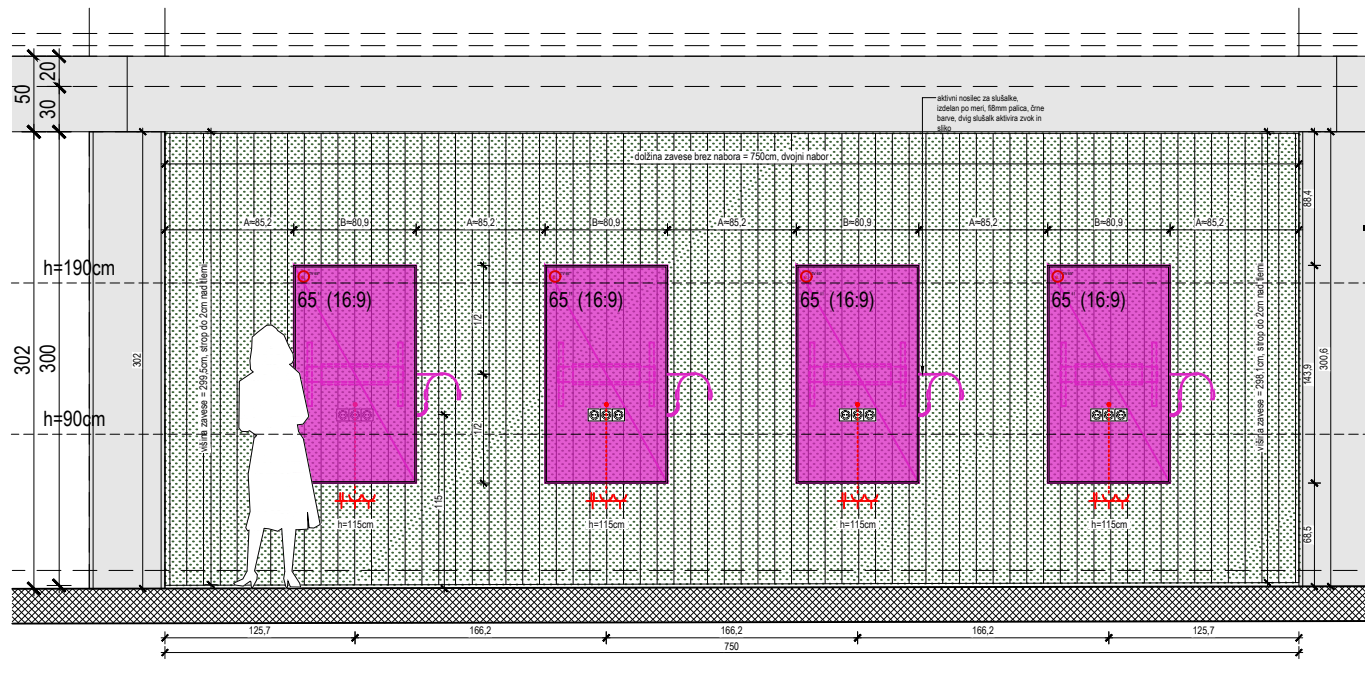 20
50
30
aktivni nosilec za slušalke,
izdelan po meri, fi8mm palica, črne
barve, dvig slušalk aktivira zvok in
sliko
dolžina zavese brez nabora = 750cm, dvojni nabor
A=85,2
B=80,9
A=85,2
B=80,9
A=85,2
B=80,9
A=85,2
B=80,9
A=85,2
88,4
h=190cm
65 (16:9)
65 (16:9)
65 (16:9)
65 (16:9)
1/2
302
300
302
višina zavese = 299,5cm, strop do 2cm nad tlemi
višina zavese = 298,1cm, strop do 2cm nad tlemi
143,9
300,6
h=90cm
1/2
115
h=115cm
h=115cm
h=115cm
h=115cm
68,5
125,7
166,2
166,2
166,2
125,7
750